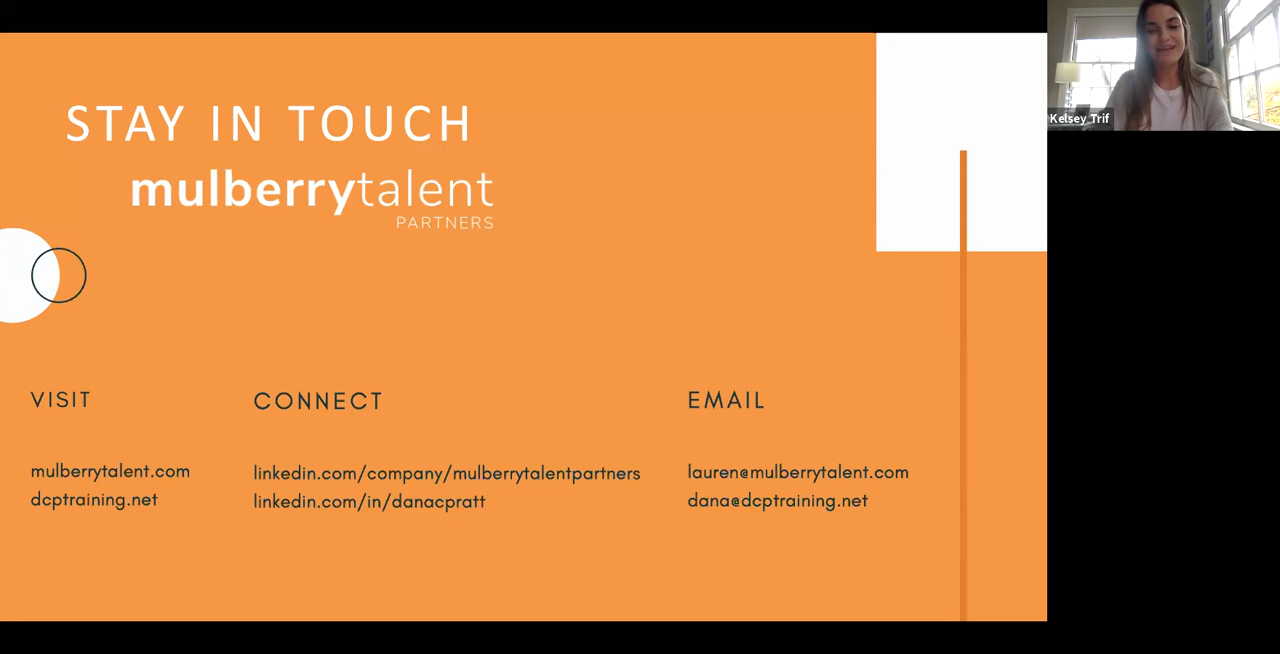 STAY IN TOUCH
mulberrytalent
PARTNERS
Kelsey Trif
VISIT
mulberrytalent.com
dcptraining.net
CONNECT
linkedin.com/company/mulberrytalentpartners
linkedin.com/in/danacpratt
EMAIL
lauren@mulberrytalent.com
dana@dcptraining.net